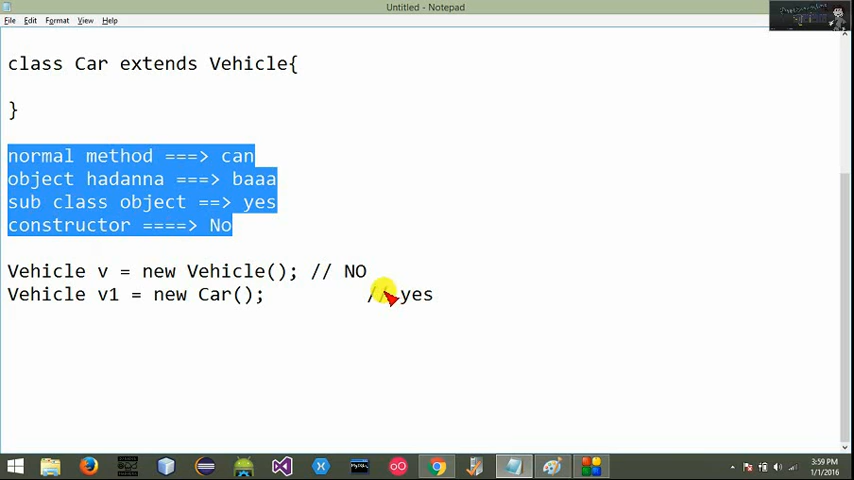 Untitled - Notepad
File Edit Format View Help
class Car extends Vehicle{
}
normal method ===> can
object hadanna ===> baaa
sub class object ==> yes
constructor ====> No
Vehicle v = new Vehicle(); // NO
Vehicle v1 = new Car(); // yes
3:59 PM
1/1/2016